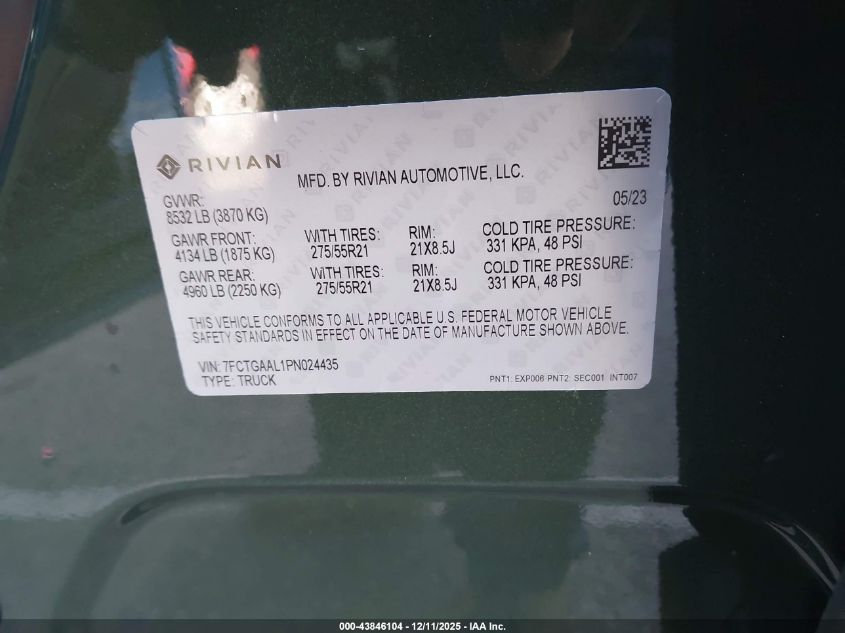 RIVIAN
MFD. BY RIVIAN AUTOMOTIVE, LLC.
05/23
GVWR:
8532 LB (3870 KG)
GAWR FRONT: WITH TIRES: RIM: COLD TIRE PRESSURE:
4134 LB (1875 KG) 275/55R21 21X8.5J 331 KPA, 48 PSI
GAWR REAR: WITH TIRES: RIM: COLD TIRE PRESSURE:
4960 LB (2250 KG) 275/55R21 21X8.5J 331 KPA, 48 PSI
THIS VEHICLE CONFORMS TO ALL APPLICABLE U.S. FEDERAL MOTOR VEHICLE
SAFETY STANDARDS IN EFFECT ON THE DATE OF MANUFACTURE SHOWN ABOVE.
VIN: 7FCTGAAL1PN024435
TYPE: TRUCK
PNT1: EXP006 PNT2: SEC001 INT007
000-43846104 - 12/11/2025 - IAA Inc.